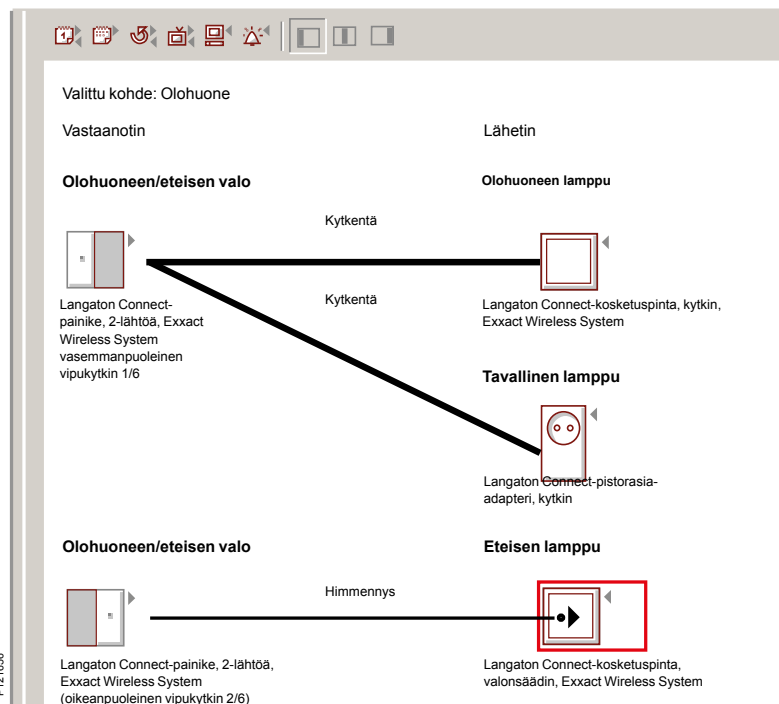 Valittu kohde: Olohuone
Vastaanotin
Lähetin
Olohuoneen/eteisen valo
Olohuoneen lamppu
Kytkentä
Langaton Connect-
painike, 2-lähtöä, Exxact
Wireless System
vasemmanpuoleinen
vipukytkin 1/6
Kytkentä
Langaton Connect-kosketuspinta, kytkin,
Exxact Wireless System
Tavallinen lamppu
Langaton Connect-pistorasia-
adapteri, kytkin
Olohuoneen/eteisen valo
Eteisen lamppu
Himmennys
Langaton Connect-painike, 2-lähtöä,
Exxact Wireless System
(oikeanpuoleinen vipukytkin 2/6)
Langaton Connect-kosketuspinta,
valonsäädin, Exxact Wireless System